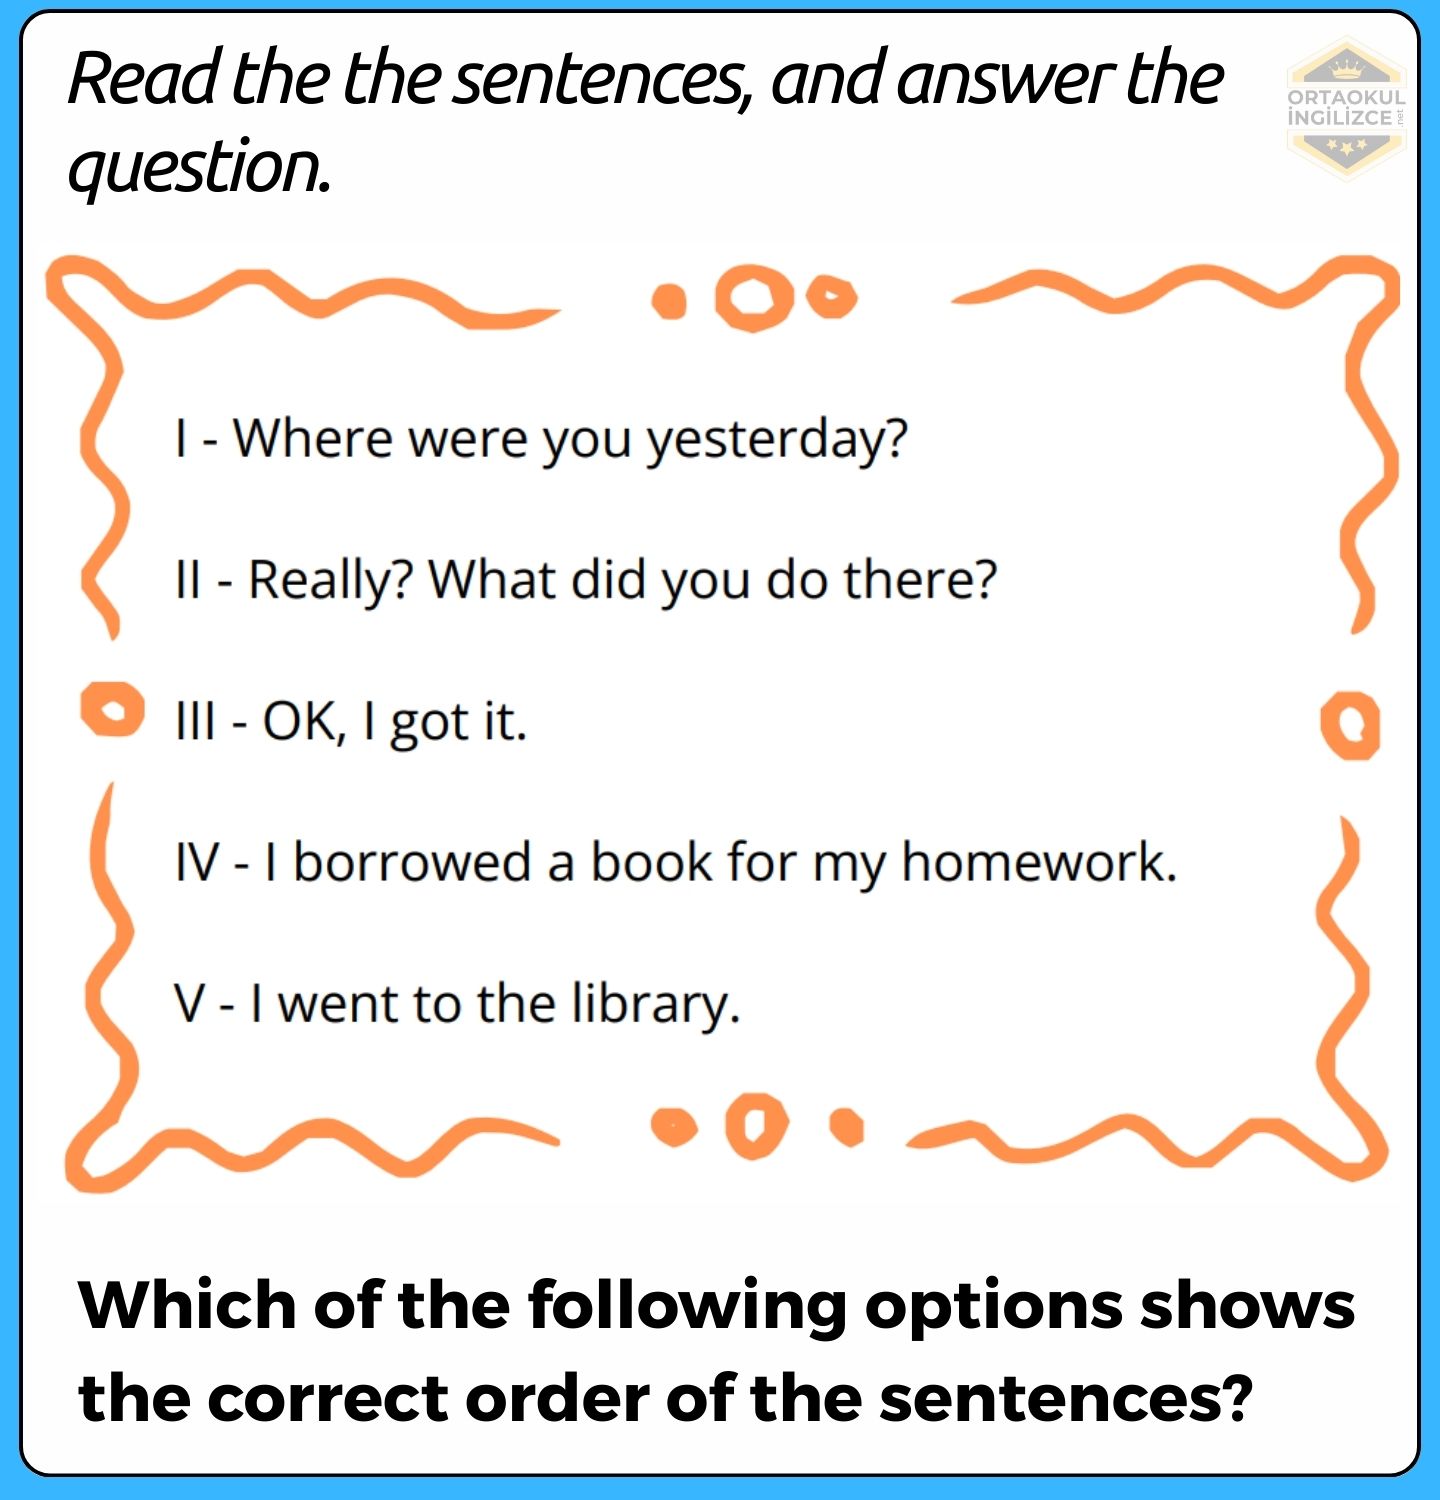 Read the the sentences, and answer the
question.
ORTAOKUL
İNGİLİZCE
.net
I - Where were you yesterday?
II - Really? What did you do there?
III - OK, I got it.
IV - I borrowed a book for my homework.
V - I went to the library.
Which of the following options shows
the correct order of the sentences?